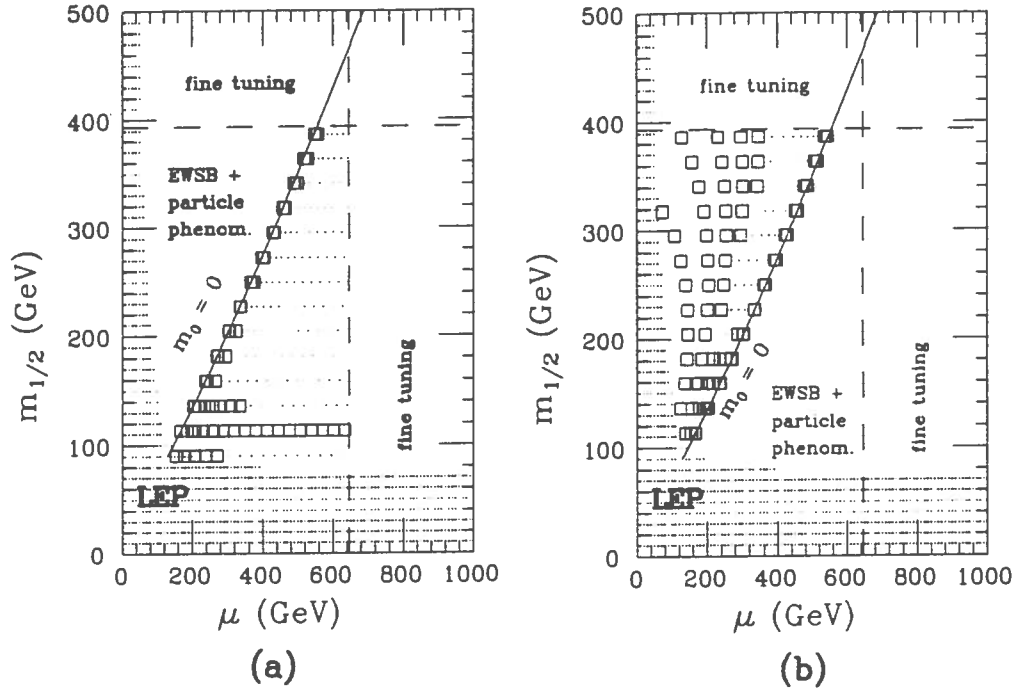 500
400
300
200
100
0
m1/2 (GeV)
fine tuning
EWSB +
particle
phenom.
m0 = 0
fine tuning
LEP
0 200 400 600 800 1000
μ (GeV)
(a)
500
400
300
200
100
0
m1/2 (GeV)
fine tuning
m0 = 0
EWSB +
particle
phenom.
fine tuning
LEP
0 200 400 600 800 1000
μ (GeV)
(b)